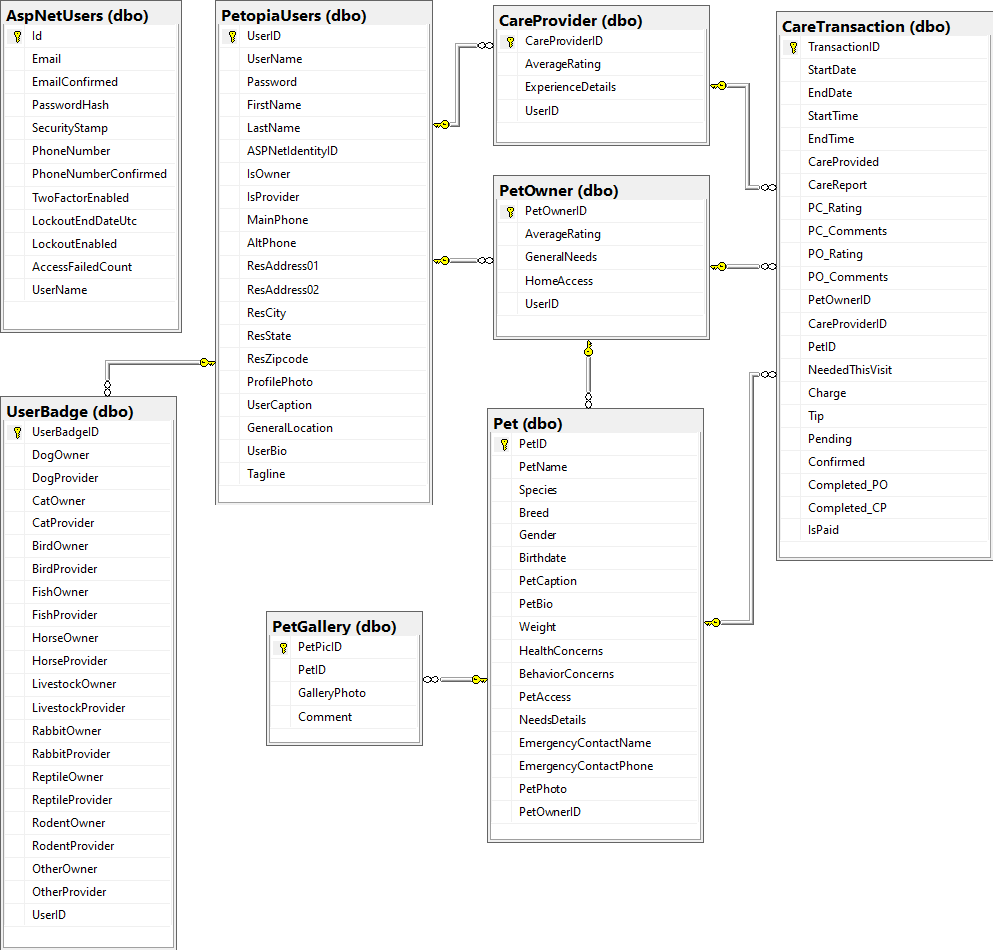 AspNetUsers (dbo)
Id
Email
EmailConfirmed
PasswordHash
SecurityStamp
PhoneNumber
PhoneNumberConfirmed
TwoFactorEnabled
LockoutEndDateUtc
LockoutEnabled
AccessFailedCount
UserName
PetopiaUsers (dbo)
UserID
UserName
Password
FirstName
LastName
ASPNetIdentityID
IsOwner
IsProvider
MainPhone
AltPhone
ResAddress01
ResAddress02
ResCity
ResState
ResZipcode
ProfilePhoto
UserCaption
GeneralLocation
UserBio
Tagline
CareProvider (dbo)
CareProviderID
AverageRating
ExperienceDetails
UserID
PetOwner (dbo)
PetOwnerID
AverageRating
GeneralNeeds
HomeAccess
UserID
CareTransaction (dbo)
TransactionID
StartDate
EndDate
StartTime
EndTime
CareProvided
CareReport
PC_Rating
PC_Comments
PO_Rating
PO_Comments
PetOwnerID
CareProviderID
PetID
NeededThisVisit
Charge
Tip
Pending
Confirmed
Completed_PO
Completed_CP
IsPaid
UserBadge (dbo)
UserBadgeID
DogOwner
DogProvider
CatOwner
CatProvider
BirdOwner
BirdProvider
FishOwner
FishProvider
HorseOwner
HorseProvider
LivestockOwner
LivestockProvider
RabbitOwner
RabbitProvider
ReptileOwner
ReptileProvider
RodentOwner
RodentProvider
OtherOwner
OtherProvider
UserID
PetGallery (dbo)
PetPicID
PetID
GalleryPhoto
Comment
Pet (dbo)
PetID
PetName
Species
Breed
Gender
Birthdate
PetCaption
PetBio
Weight
HealthConcerns
BehaviorConcerns
PetAccess
NeedsDetails
EmergencyContactName
EmergencyContactPhone
PetPhoto
PetOwnerID